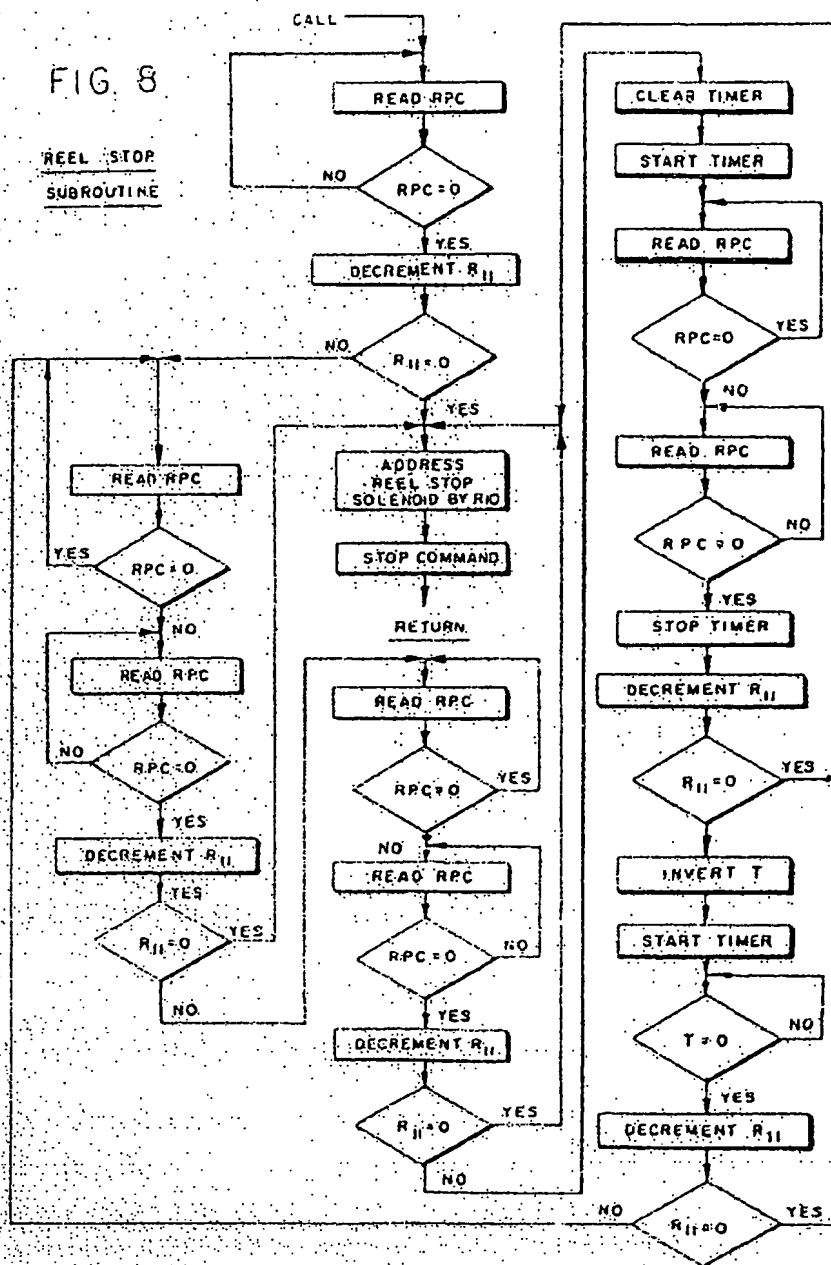 FIG. 8
REEL STOP
SUBROUTINE
CALL
READ RPC
RPC=0
NO
YES
DECREMENT R11
R11=0
NO
YES
ADDRESS
REEL STOP
SOLENOID BY R10
STOP COMMAND
RETURN
READ RPC
YES
RPC=0
NO
READ RPC
NO
RPC=0
YES
DECREMENT R11
YES
R11=0
YES
NO
READ RPC
RPC=0
YES
NO
READ RPC
RPC=0
NO
YES
DECREMENT R11
R11=0
YES
NO
CLEAR TIMER
START TIMER
READ RPC
RPC=0
YES
NO
READ RPC
RPC=0
NO
YES
STOP TIMER
DECREMENT R11
R11=0
YES
INVERT T
START TIMER
T=0
NO
YES
DECREMENT R11
NO
R11=0
YES